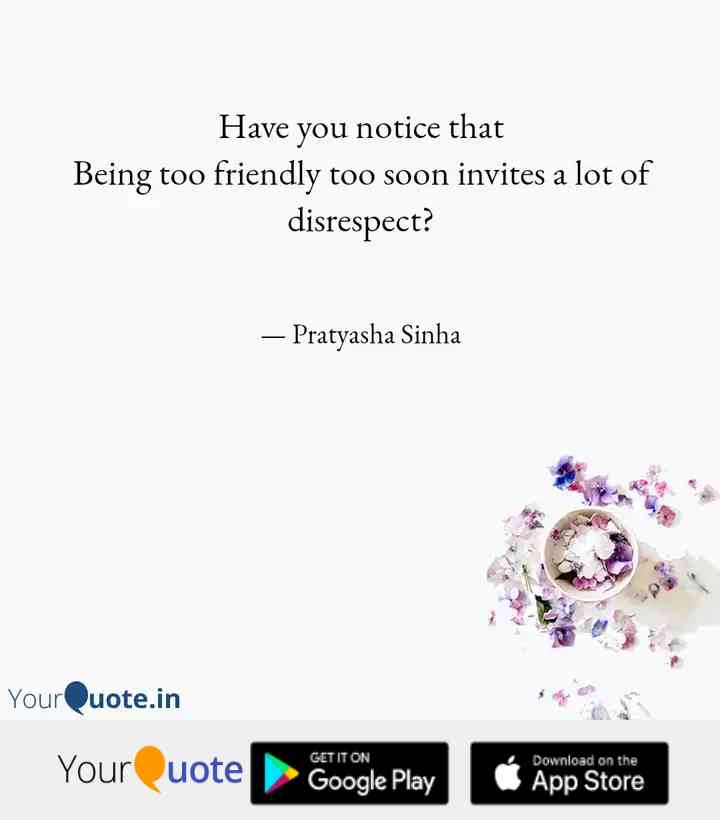 Have you notice that
Being too friendly too soon invites a lot of
disrespect?
— Pratyasha Sinha
YourQuote.in
YourQuote
GET IT ON
Google Play
Download on the
App Store